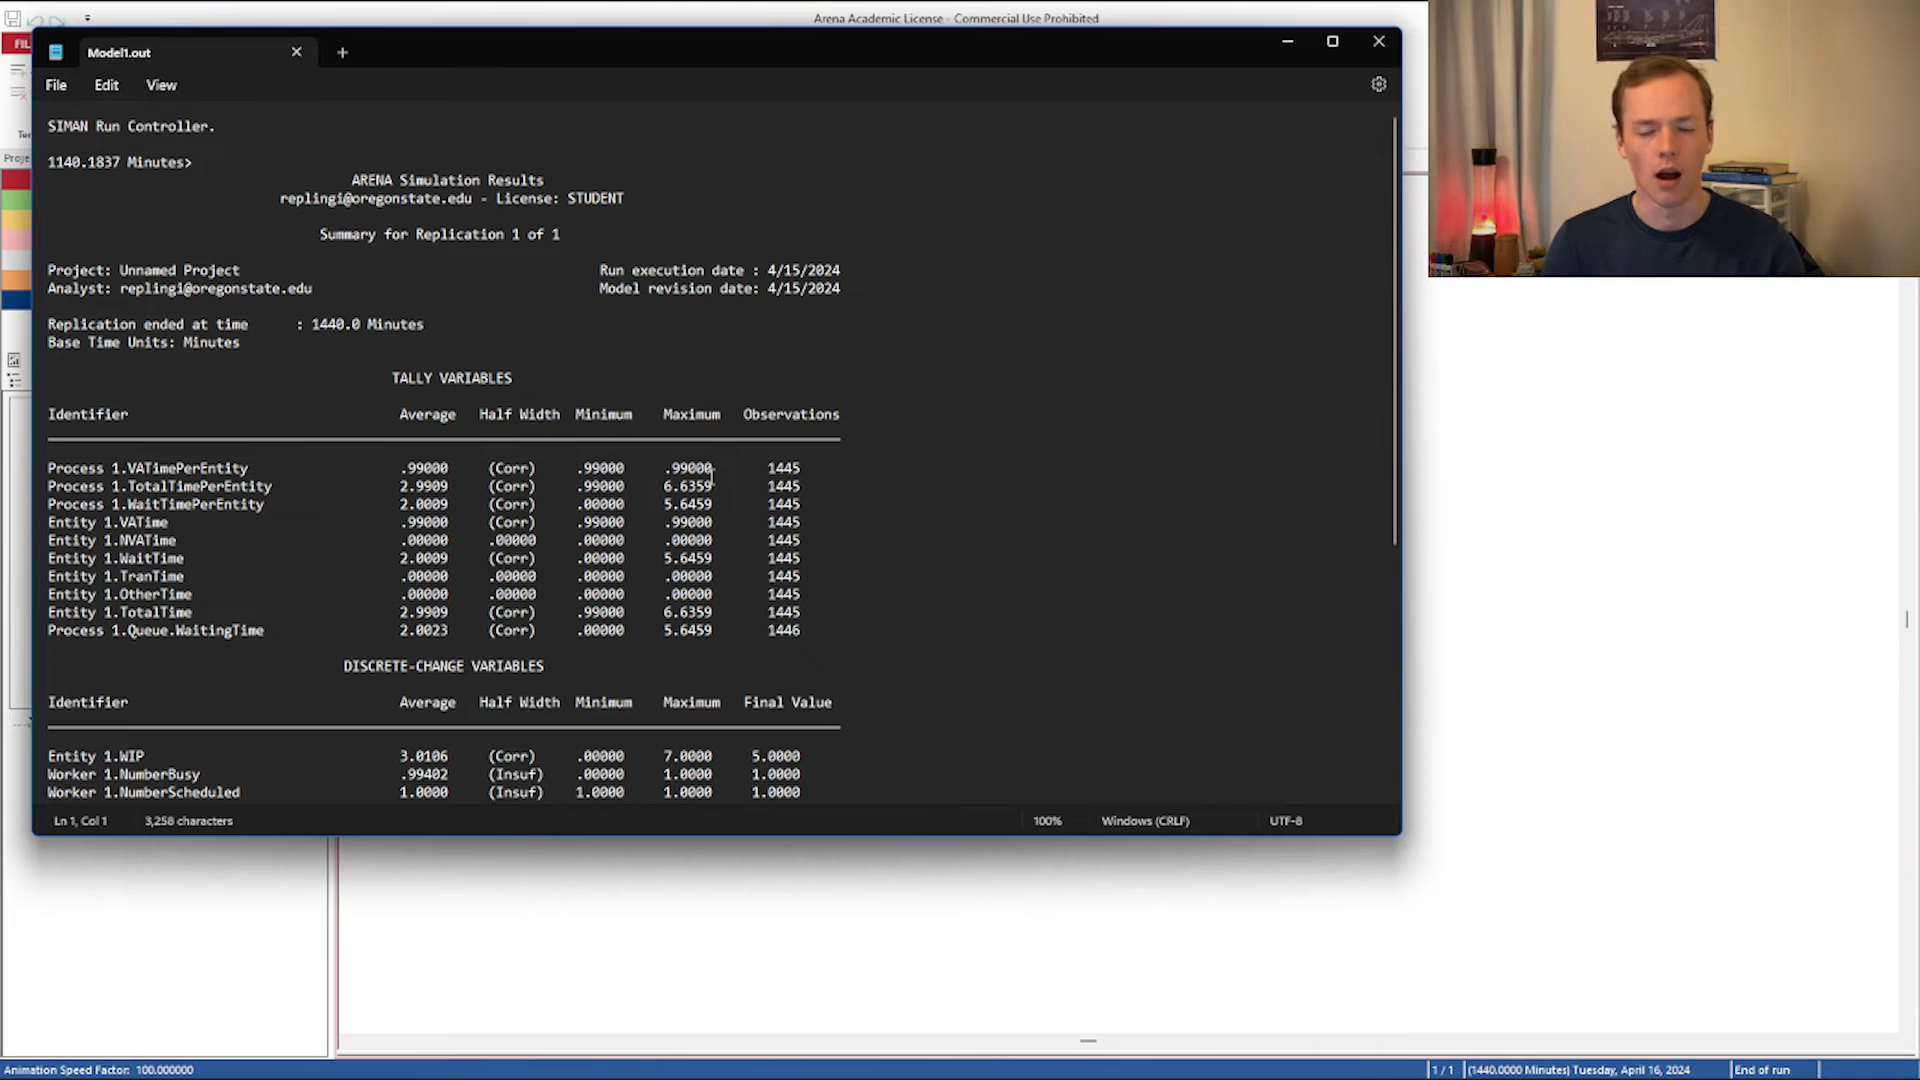 Arena Academic License - Commercial Use Prohibited
FIL
Model1.out
File Edit View
Proje
SIMAN Run Controller.
1140.1837 Minutes>
ARENA Simulation Results
replingi@oregonstate.edu - License: STUDENT
Summary for Replication 1 of 1
Project: Unnamed Project Run execution date : 4/15/2024
Analyst: replingi@oregonstate.edu Model revision date: 4/15/2024
Replication ended at time : 1440.0 Minutes
Base Time Units: Minutes
TALLY VARIABLES
Identifier Average Half Width Minimum Maximum Observations
Process 1.VATimePerEntity .99000 (Corr) .99000 .99000 1445
Process 1.TotalTimePerEntity 2.9909 (Corr) .99000 6.6359 1445
Process 1.WaitTimePerEntity 2.0009 (Corr) .00000 5.6459 1445
Entity 1.VATime .99000 (Corr) .99000 .99000 1445
Entity 1.NVATime .00000 .00000 .00000 .00000 1445
Entity 1.WaitTime 2.0009 (Corr) .00000 5.6459 1445
Entity 1.TranTime .00000 .00000 .00000 .00000 1445
Entity 1.OtherTime .00000 .00000 .00000 .00000 1445
Entity 1.TotalTime 2.9909 (Corr) .99000 6.6359 1445
Process 1.Queue.WaitingTime 2.0023 (Corr) .00000 5.6459 1446
DISCRETE-CHANGE VARIABLES
Identifier Average Half Width Minimum Maximum Final Value
Entity 1.WIP 3.0106 (Corr) .00000 7.0000 5.0000
Worker 1.NumberBusy .99402 (Insuf) .00000 1.0000 1.0000
Worker 1.NumberScheduled 1.0000 (Insuf) 1.0000 1.0000 1.0000
Ln 1, Col 1 3,258 characters 100% Windows (CRLF) UTF-8
Animation Speed Factor: 100.000000 1 / 1 (1440.0000 Minutes) Tuesday, April 16, 2024 End of run